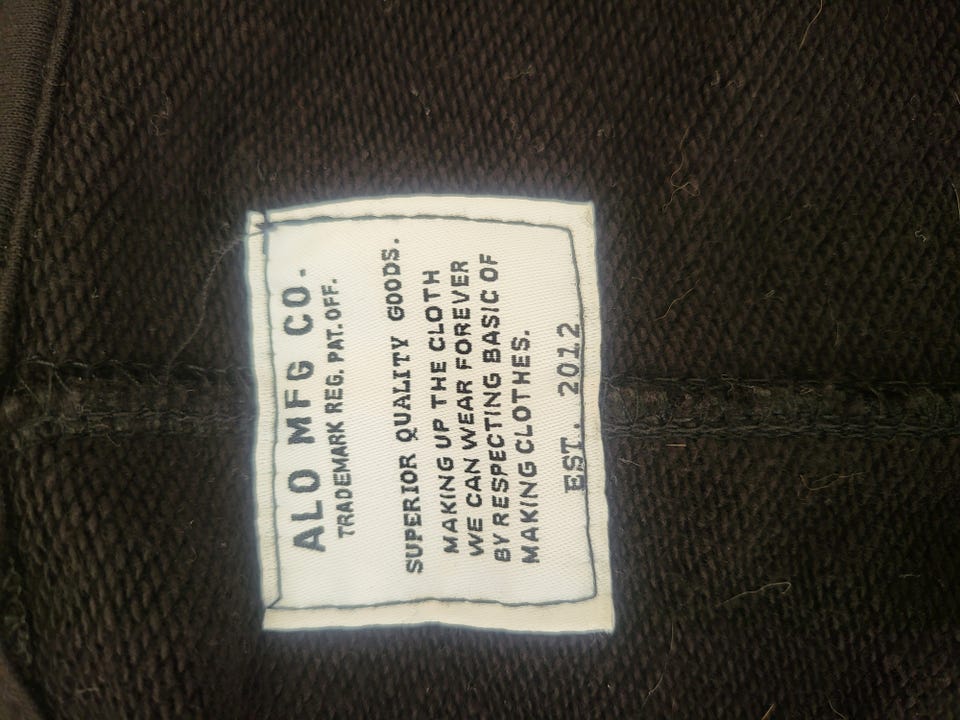 ALO MFG CO.
TRADEMARK REG. PAT. OFF.
SUPERIOR QUALITY GOODS.
MAKING UP THE CLOTH
WE CAN WEAR FOREVER
BY RESPECTING BASIC OF
MAKING CLOTHES.
EST. 2012